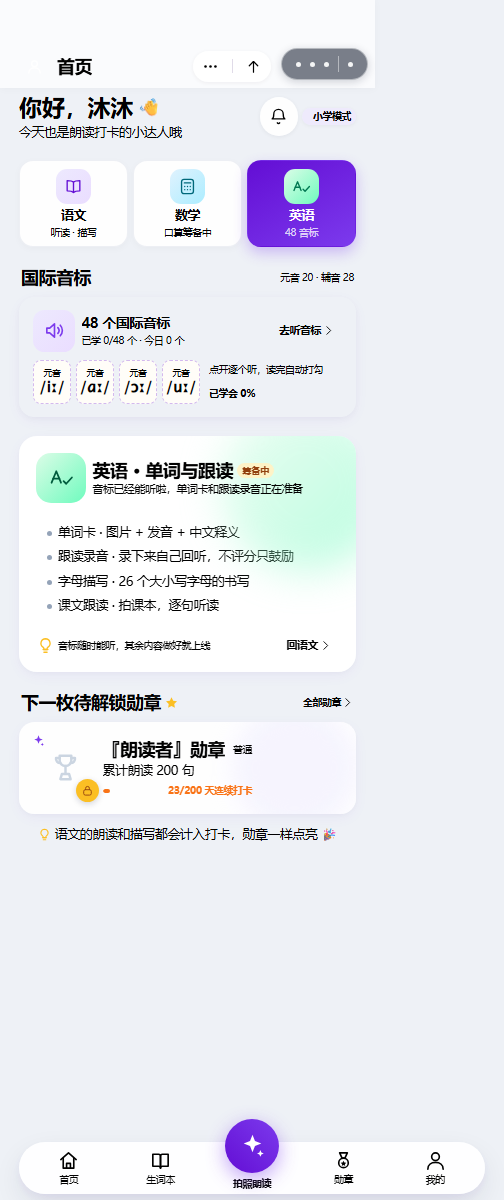 首页
你好，沐沐
今天也是朗读打卡的小达人哦
小学模式
语文
听读 · 描写
数学
口算筹备中
英语
48 音标
国际音标
元音 20 · 辅音 28
48 个国际音标
已学 0/48 个 · 今日 0 个
去听音标
元音
/iː/
元音
/ɑː/
元音
/ɔː/
元音
/uː/
点开逐个听，读完自动打勾
已学会 0%
英语 · 单词与跟读
筹备中
音标已经能听啦，单词卡和跟读录音正在准备
单词卡 · 图片 + 发音 + 中文释义
跟读录音 · 录下来自己回听，不评分只鼓励
字母描写 · 26 个大小写字母的书写
课文跟读 · 拍课本，逐句听读
音标随时能听，其余内容做好就上线
回语文
下一枚待解锁勋章
全部勋章
『朗读者』勋章
普通
累计朗读 200 句
23/200 天连续打卡
语文的朗读和描写都会计入打卡，勋章一样点亮
首页
生词本
拍照朗读
勋章
我的